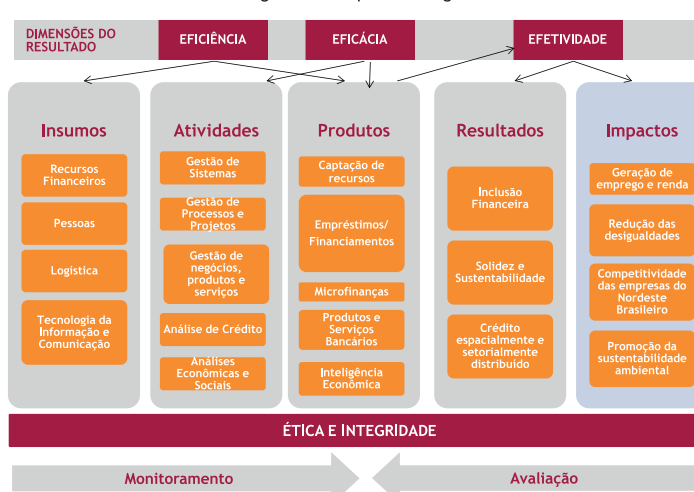 DIMENSÕES DO
RESULTADO
EFICIÊNCIA
EFICÁCIA
EFETIVIDADE
Insumos
Recursos
Financeiros
Pessoas
Logística
Tecnologia da
Informação e
Comunicação
Atividades
Gestão de
Sistemas
Gestão de
Processos e
Projetos
Gestão de
negócios,
produtos e
serviços
Análise de Crédito
Análises
Econômicas e
Sociais
Produtos
Captação de
recursos
Empréstimos/
Financiamentos
Microfinanças
Produtos e
Serviços
Bancários
Inteligência
Econômica
Resultados
Inclusão
Financeira
Solidez e
Sustentabilidade
Crédito
espacialmente e
setorialmente
distribuído
Impactos
Geração de
emprego e renda
Redução das
desigualdades
Competitividade
das empresas do
Nordeste
Brasileiro
Promoção da
sustentabilidade
ambiental
ÉTICA E INTEGRIDADE
Monitoramento
Avaliação